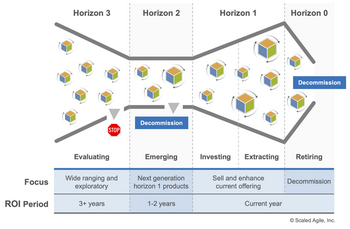 Horizon 3 Horizon 2 Horizon 1 Horizon 0
Decommission
STOP
Decommission
Evaluating Emerging Investing Extracting Retiring
Focus
Wide ranging and exploratory
Next generation horizon 1 products
Sell and enhance current offering
Decommission
ROI Period 3+ years 1-2 years Current year
© Scaled Agile, Inc.